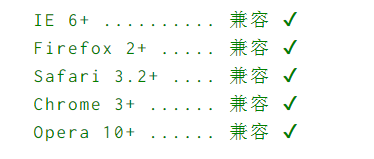 IE 6+ .......... 兼容 ✓
Firefox 2+ ..... 兼容 ✓
Safari 3.2+ .... 兼容 ✓
Chrome 3+ ...... 兼容 ✓
Opera 10+ ...... 兼容 ✓